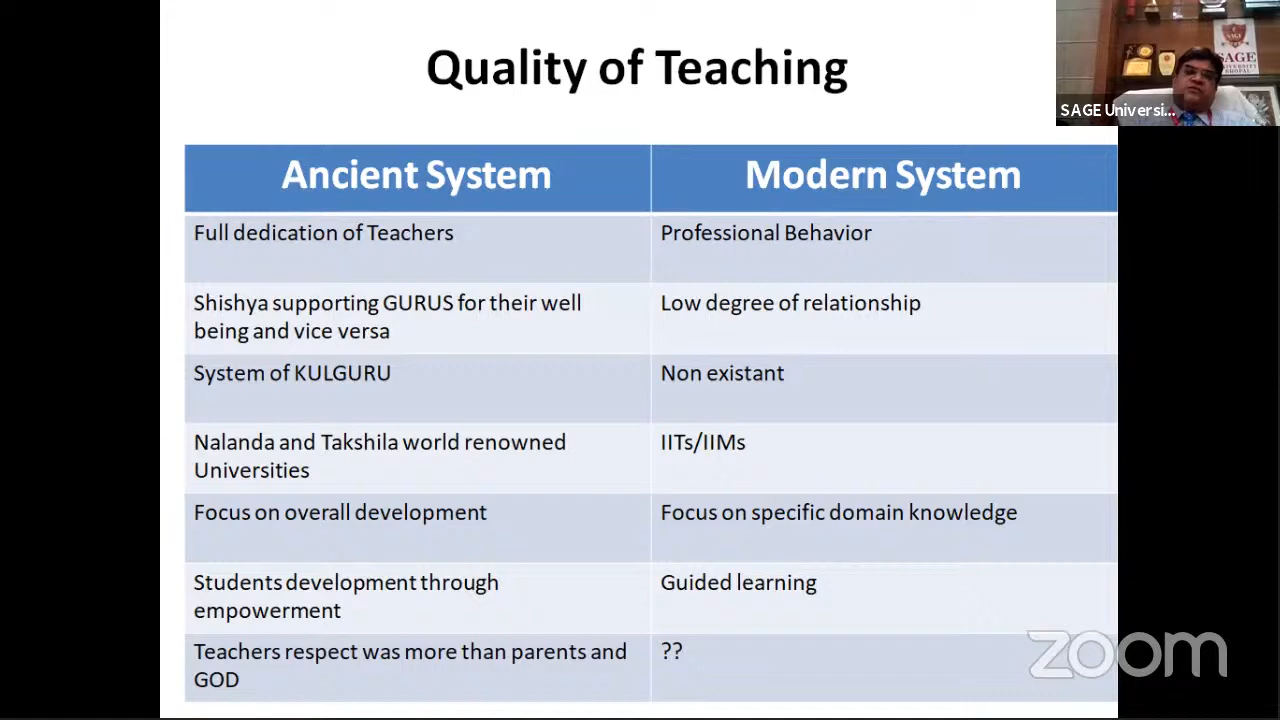 Quality of Teaching
SAGE
UNIVERSITY
BHOPAL
SAGE Universi...
Ancient System
Modern System
Full dedication of Teachers
Professional Behavior
Shishya supporting GURUS for their well
being and vice versa
Low degree of relationship
System of KULGURU
Non existant
Nalanda and Takshila world renowned
Universities
IITs/IIMs
Focus on overall development
Focus on specific domain knowledge
Students development through
empowerment
Guided learning
Teachers respect was more than parents and
GOD
??
zoom